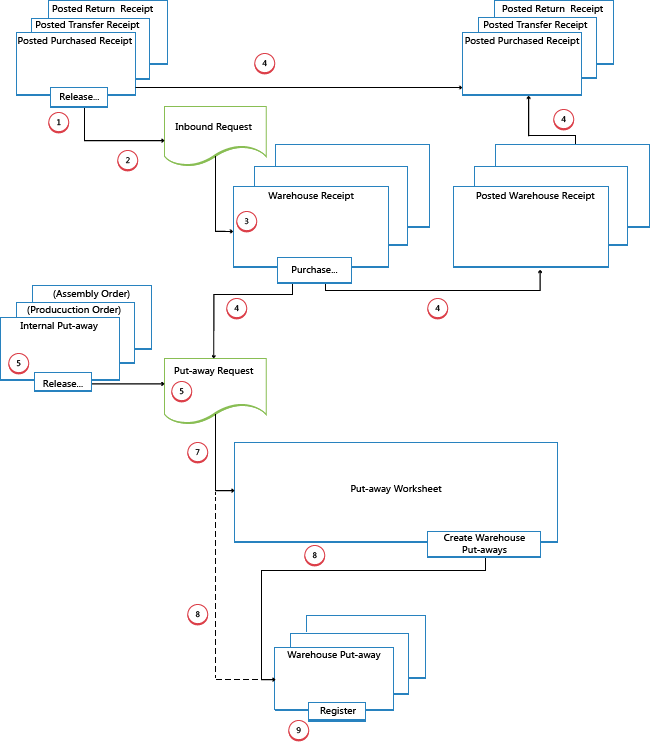 Posted Return  Receipt
Posted Transfer Receipt
Posted Purchased Receipt
Release...
1
2
4
Posted Return  Receipt
Posted Transfer Receipt
Posted Purchased Receipt
4
Inbound Request
3
Warehouse Receipt
Purchase...
Posted Warehouse Receipt
4
4
(Assembly Order)
(Producuction Order)
Internal Put-away
5
Release...
Put-away Request
5
7
Put-away Worksheet
Create Warehouse
Put-aways
8
8
Warehouse Put-away
Register
9